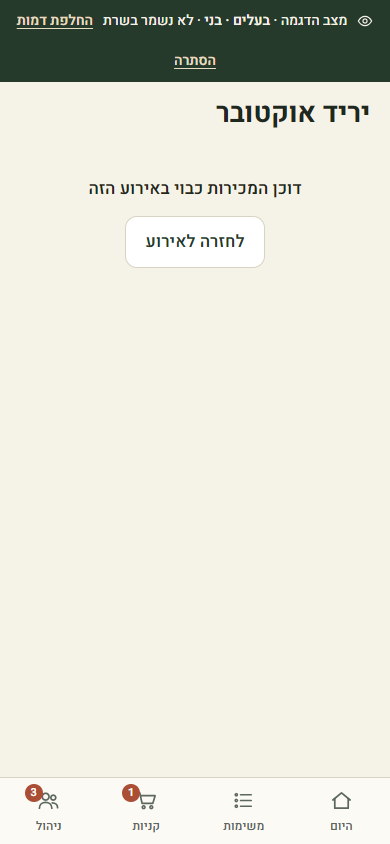 מצב הדגמה · בעלים · בני · לא נשמר בשרת החלפת דמות
הסתרה
יריד אוקטובר
דוכן המכירות כבוי באירוע הזה
לחזרה לאירוע
היום
משימות
1
קניות
3
ניהול